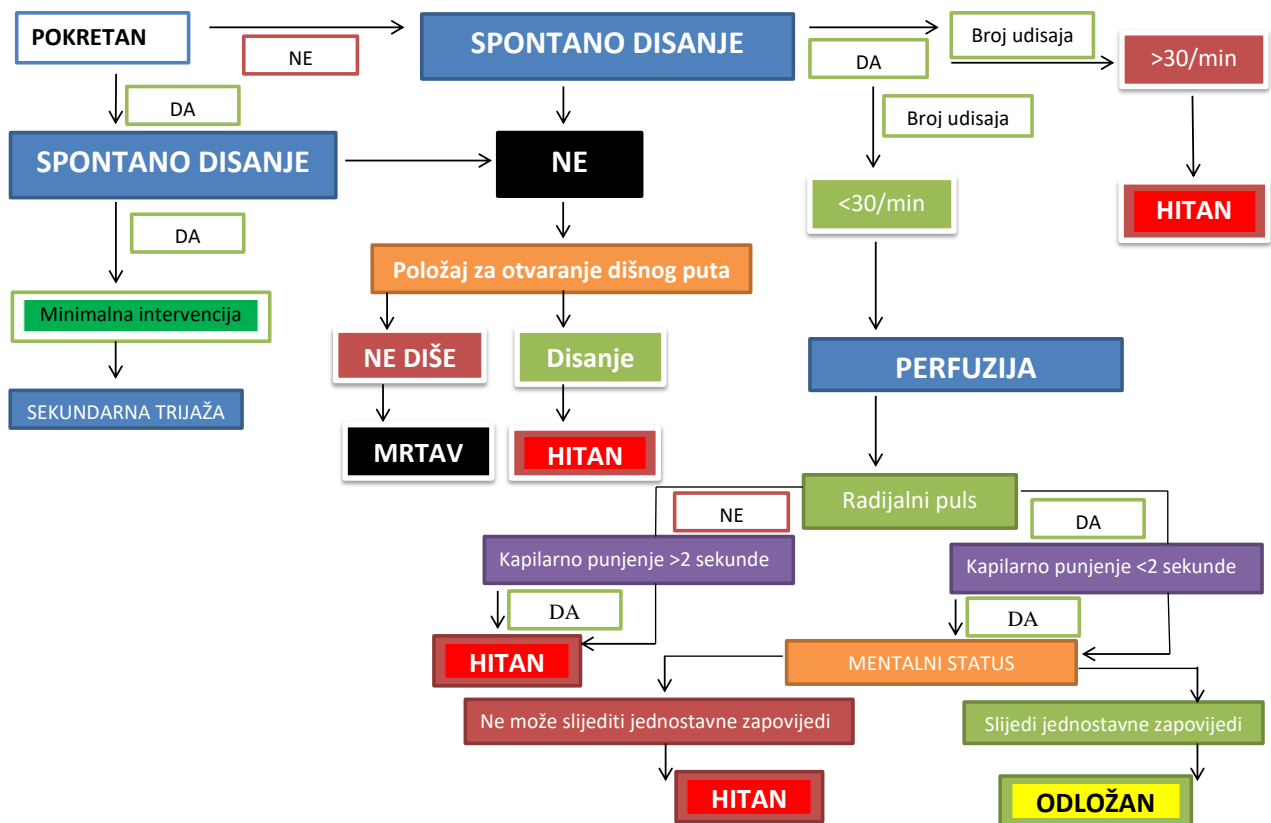 POKRETAN
NE
SPONTANO DISANJE
DA
Broj udisaja
>30/min
DA
Broj udisaja
SPONTANO DISANJE
NE
<30/min
HITAN
DA
Položaj za otvaranje dišnog puta
Minimalna intervencija
NE DIŠE
Disanje
PERFUZIJA
SEKUNDARNA TRIJAŽA
MRTAV
HITAN
Radijalni puls
NE
DA
Kapilarno punjenje >2 sekunde
Kapilarno punjenje <2 sekunde
DA
DA
HITAN
MENTALNI STATUS
Ne može slijediti jednostavne zapovijedi
Slijedi jednostavne zapovijedi
HITAN
ODLOŽAN